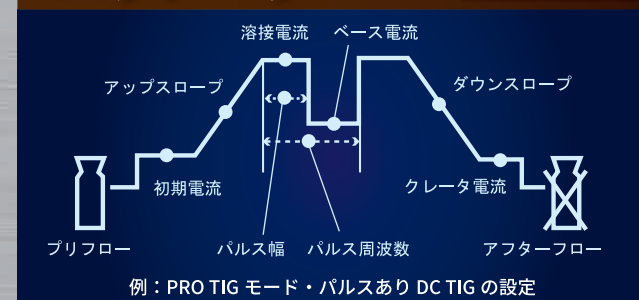 溶接電流 ベース電流
アップスロープ ダウンスロープ
初期電流 クレータ電流
プリフロー パルス幅 パルス周波数 アフターフロー
例：PRO TIG モード・パルスあり DC TIG の設定